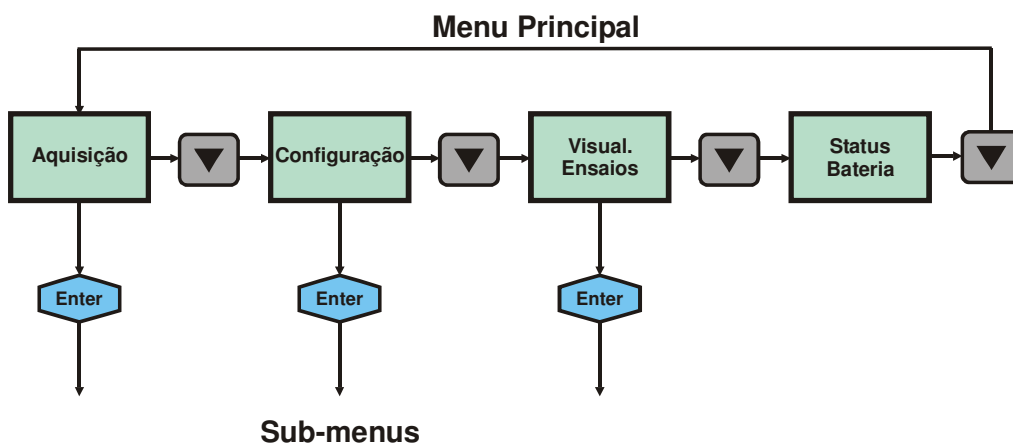 Menu Principal
Aquisição
Configuração
Visual.
Ensaios
Status
Bateria
Enter
Enter
Enter
Sub-menus